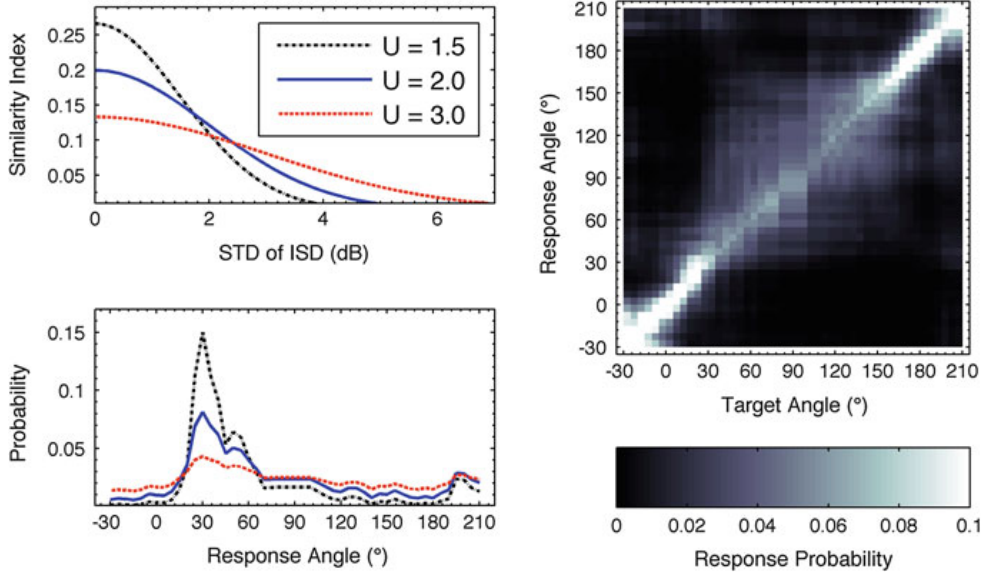 Similarity Index
0.25
0.2
0.15
0.1
0.05
0 2 4 6
STD of ISD (dB)
U = 1.5
U = 2.0
U = 3.0
Probability
0.15
0.1
0.05
-30 0 30 60 90 120 150 180 210
Response Angle (°)
Response Angle (°)
210
180
150
120
90
60
30
0
-30
-30 0 30 60 90 120 150 180 210
Target Angle (°)
0 0.02 0.04 0.06 0.08 0.1
Response Probability